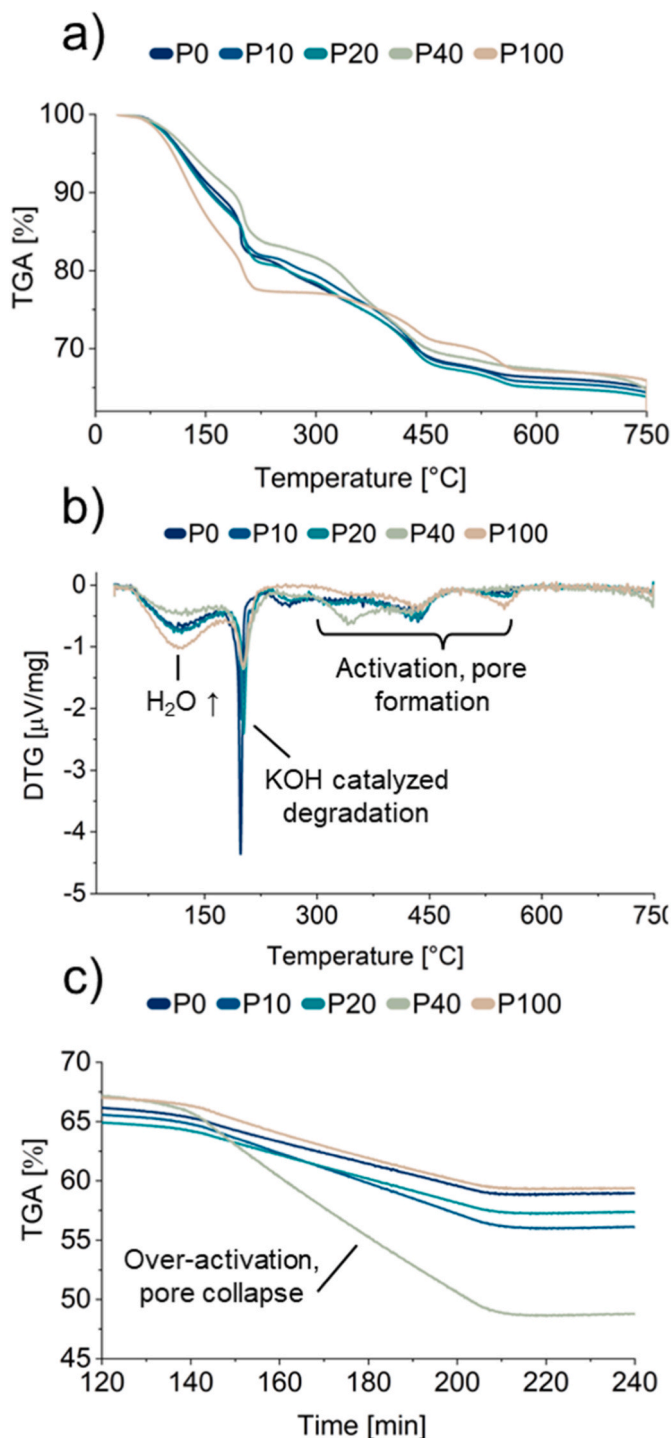 a)
P0 P10 P20 P40 P100
100
90
80
70
TGA [%]
0 150 300 450 600 750
Temperature [°C]
b)
P0 P10 P20 P40 P100
0
-1
-2
-3
-4
-5
DTG [µV/mg]
H₂O ↑
Activation, pore
formation
KOH catalyzed
degradation
150 300 450 600 750
Temperature [°C]
c)
P0 P10 P20 P40 P100
70
65
60
55
50
45
TGA [%]
Over-activation,
pore collapse
120 140 160 180 200 220 240
Time [min]